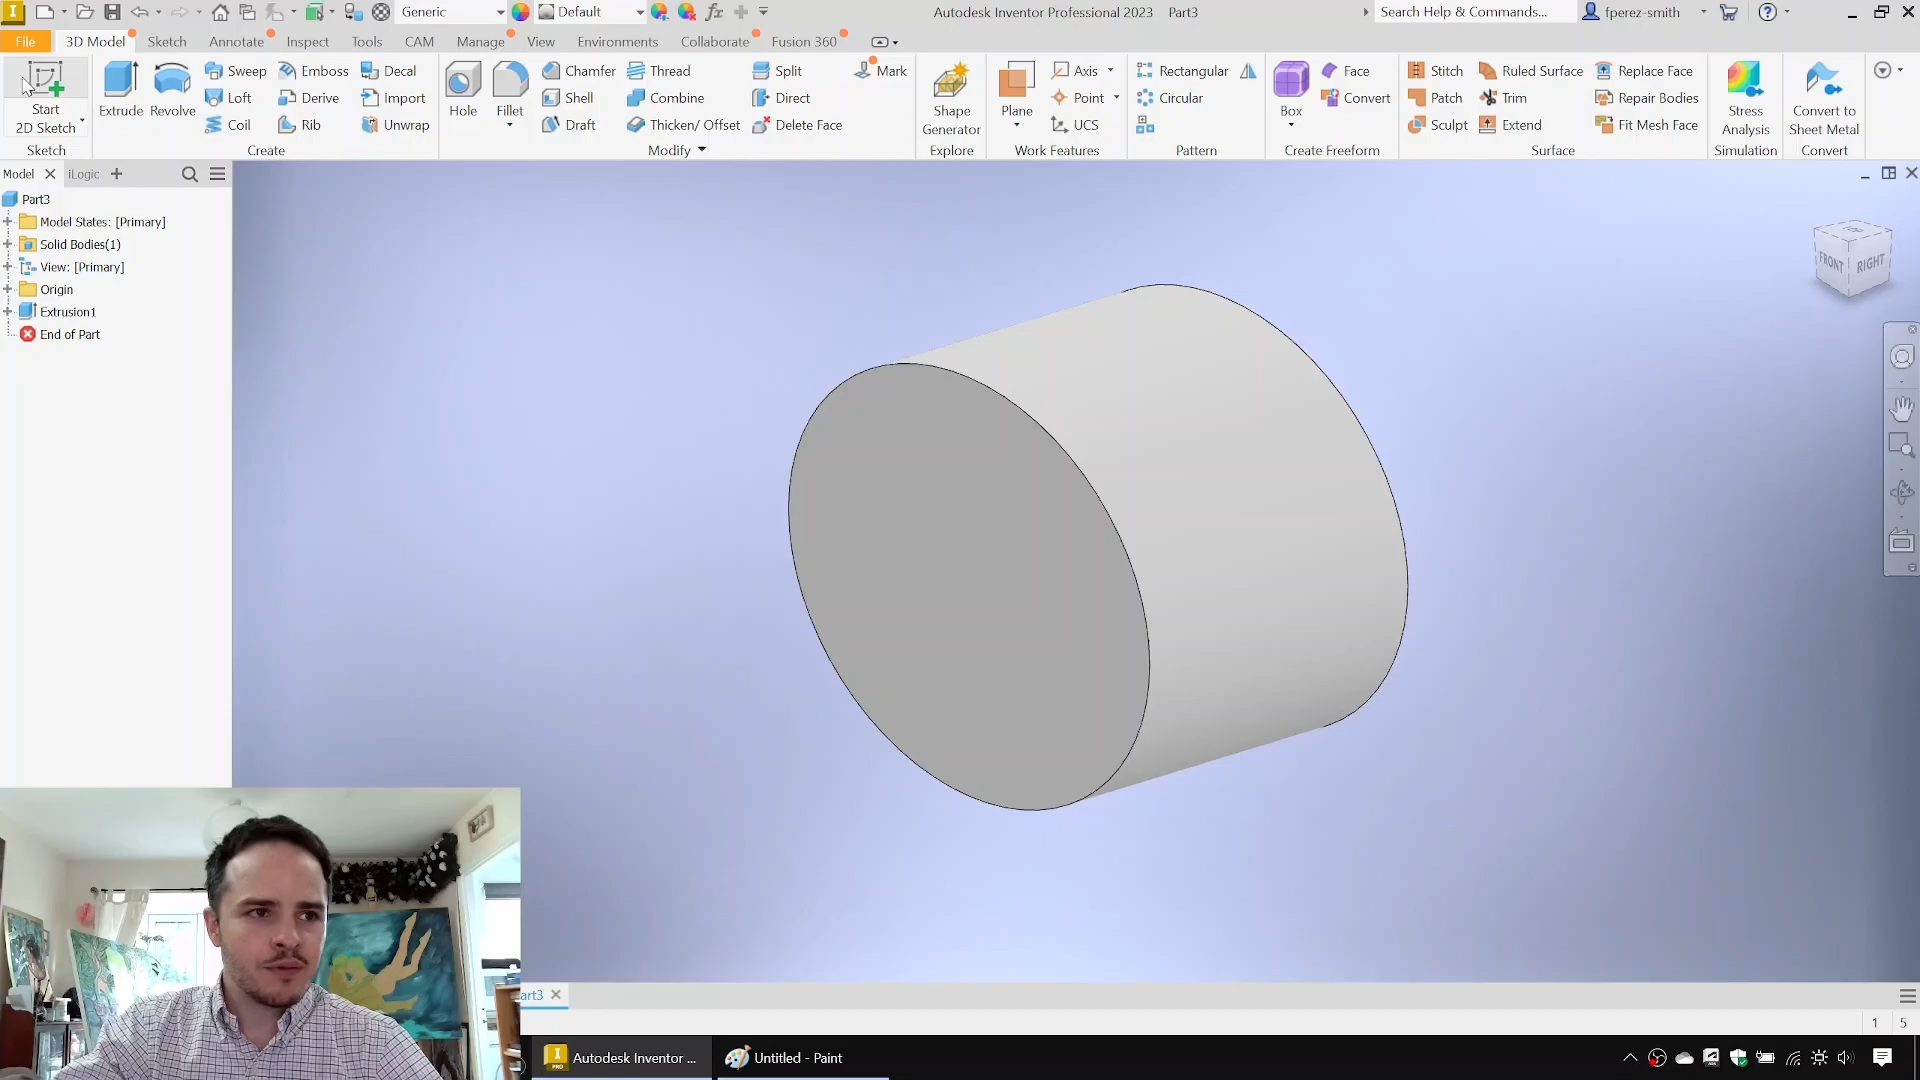 Generic
Default
fx
Autodesk Inventor Professional 2023 Part3
Search Help & Commands...
fperez-smith
File
3D Model
Sketch
Annotate
Inspect
Tools
CAM
Manage
View
Environments
Collaborate
Fusion 360
Start
2D Sketch
Sketch
Extrude
Revolve
Sweep
Loft
Coil
Emboss
Derive
Rib
Decal
Import
Unwrap
Create
Hole
Fillet
Chamfer
Shell
Draft
Thread
Combine
Thicken/ Offset
Split
Direct
Delete Face
Modify
Mark
Shape
Generator
Explore
Plane
Axis
Point
UCS
Work Features
Rectangular
Circular
Pattern
Box
Face
Convert
Create Freeform
Stitch
Patch
Sculpt
Ruled Surface
Trim
Extend
Replace Face
Repair Bodies
Fit Mesh Face
Surface
Stress
Analysis
Simulation
Convert to
Sheet Metal
Convert
Model
iLogic
Part3
Model States: [Primary]
Solid Bodies(1)
View: [Primary]
Origin
Extrusion1
End of Part
TOP
FRONT
RIGHT
art3
1 5
Autodesk Inventor ...
Untitled - Paint